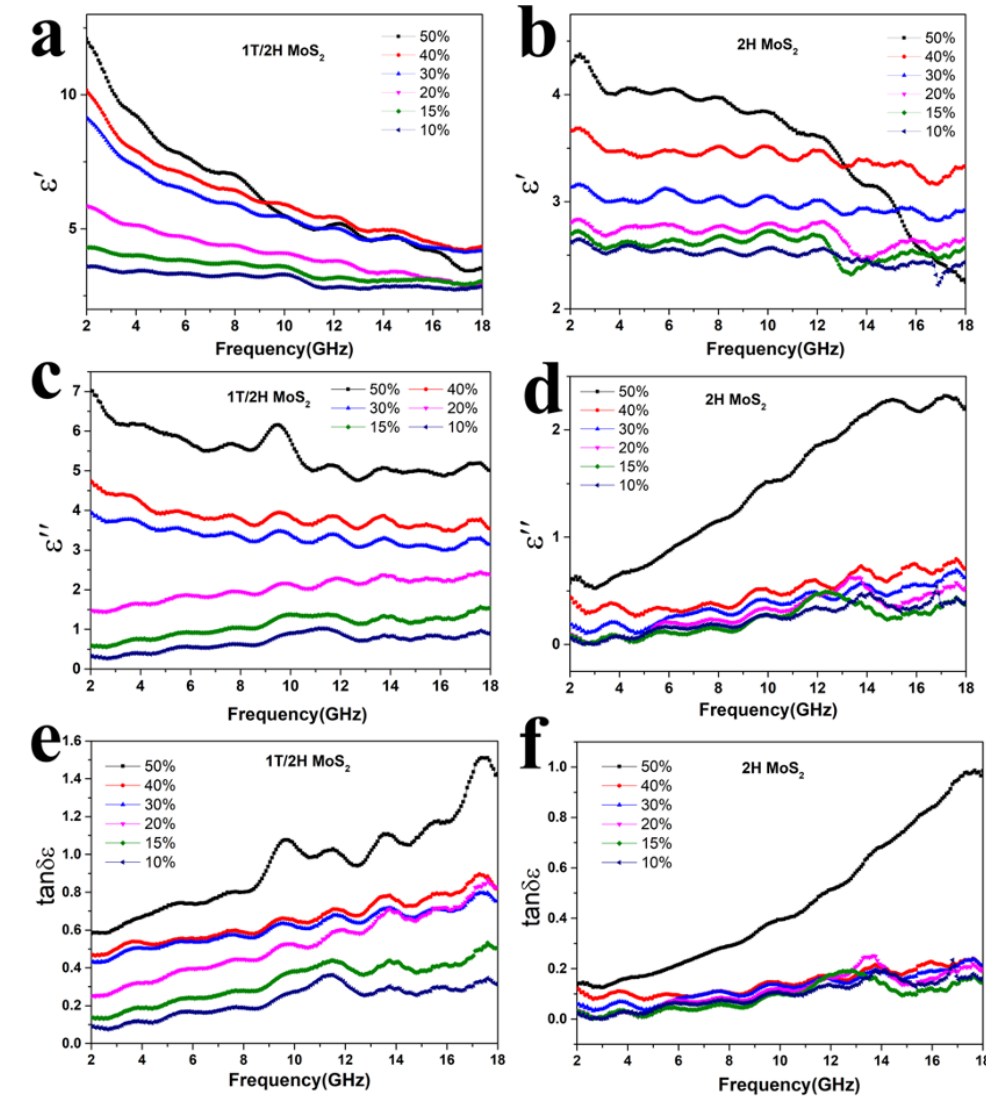 a
1T/2H MoS₂
50%
40%
30%
20%
15%
10%
10
5
ε′
2 4 6 8 10 12 14 16 18
Frequency(GHz)
b
2H MoS₂
50%
40%
30%
20%
15%
10%
4
3
2
ε′
2 4 6 8 10 12 14 16 18
Frequency(GHz)
c
1T/2H MoS₂
50% 40%
30% 20%
15% 10%
7
6
5
4
3
2
1
0
ε′′
2 4 6 8 10 12 14 16 18
Frequency(GHz)
d
2H MoS₂
50%
40%
30%
20%
15%
10%
2
1
0
ε′′
2 4 6 8 10 12 14 16 18
Frequency(GHz)
e
1T/2H MoS₂
50%
40%
30%
20%
15%
10%
1.6
1.4
1.2
1.0
0.8
0.6
0.4
0.2
0.0
tanδε
2 4 6 8 10 12 14 16 18
Frequency(GHz)
f
2H MoS₂
50%
40%
30%
20%
15%
10%
1.0
0.8
0.6
0.4
0.2
0.0
tanδε
2 4 6 8 10 12 14 16 18
Frequency(GHz)